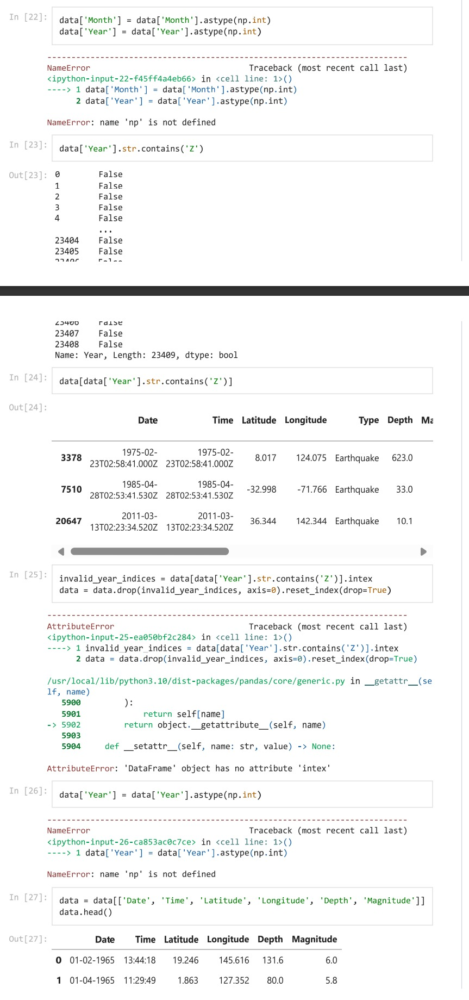 In [22]: data['Month'] = data['Month'].astype(np.int)
data['Year'] = data['Year'].astype(np.int)
---------------------------------------------------------------------------
NameError Traceback (most recent call last)
<ipython-input-22-f45ff4a4eb66> in <cell line: 1>()
----> 1 data['Month'] = data['Month'].astype(np.int)
2 data['Year'] = data['Year'].astype(np.int)
NameError: name 'np' is not defined
In [23]: data['Year'].str.contains('Z')
Out[23]: 0 False
1 False
2 False
3 False
4 False
...
23404 False
23405 False
23406 False
23406 False
23407 False
23408 False
Name: Year, Length: 23409, dtype: bool
In [24]: data[data['Year'].str.contains('Z')]
Out[24]:
Date Time Latitude Longitude Type Depth Ma
3378 1975-02-23T02:58:41.000Z 1975-02-23T02:58:41.000Z 8.017 124.075 Earthquake 623.0
7510 1985-04-28T02:53:41.530Z 1985-04-28T02:53:41.530Z -32.998 -71.766 Earthquake 33.0
20647 2011-03-13T02:23:34.520Z 2011-03-13T02:23:34.520Z 36.344 142.344 Earthquake 10.1
In [25]: invalid_year_indices = data[data['Year'].str.contains('Z')].intex
data = data.drop(invalid_year_indices, axis=0).reset_index(drop=True)
---------------------------------------------------------------------------
AttributeError Traceback (most recent call last)
<ipython-input-25-ea050bf2c284> in <cell line: 1>()
----> 1 invalid_year_indices = data[data['Year'].str.contains('Z')].intex
2 data = data.drop(invalid_year_indices, axis=0).reset_index(drop=True)
/usr/local/lib/python3.10/dist-packages/pandas/core/generic.py in __getattr__(se
lf, name)
5900 ):
5901 return self[name]
-> 5902 return object.__getattribute__(self, name)
5903
5904 def __setattr__(self, name: str, value) -> None:
AttributeError: 'DataFrame' object has no attribute 'intex'
In [26]: data['Year'] = data['Year'].astype(np.int)
---------------------------------------------------------------------------
NameError Traceback (most recent call last)
<ipython-input-26-ca853ac0c7ce> in <cell line: 1>()
----> 1 data['Year'] = data['Year'].astype(np.int)
NameError: name 'np' is not defined
In [27]: data = data[['Date', 'Time', 'Latitude', 'Longitude', 'Depth', 'Magnitude']]
data.head()
Out[27]: Date Time Latitude Longitude Depth Magnitude
0 01-02-1965 13:44:18 19.246 145.616 131.6 6.0
1 01-04-1965 11:29:49 1.863 127.352 80.0 5.8